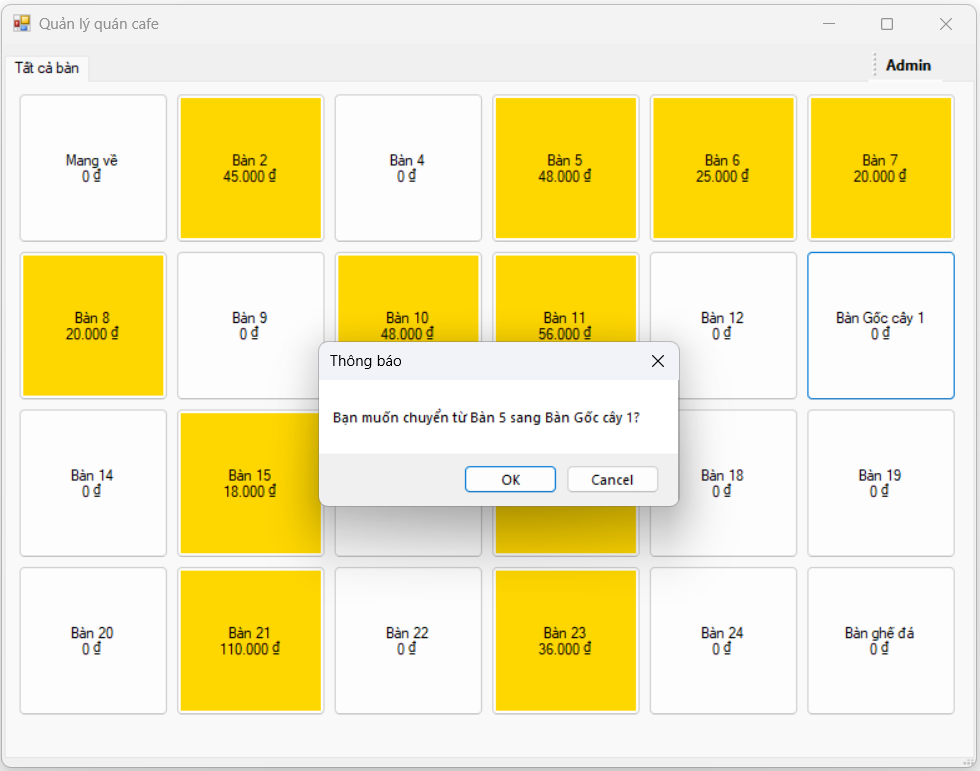 Quản lý quán cafe
Tất cả bàn
Admin
Mang về
0 ₫
Bàn 2
45.000 ₫
Bàn 4
0 ₫
Bàn 5
48.000 ₫
Bàn 6
25.000 ₫
Bàn 7
20.000 ₫
Bàn 8
20.000 ₫
Bàn 9
0 ₫
Bàn 10
48.000 ₫
Bàn 11
56.000 ₫
Bàn 12
0 ₫
Bàn Gốc cây 1
0 ₫
Thông báo
Bạn muốn chuyển từ Bàn 5 sang Bàn Gốc cây 1?
OK
Cancel
Bàn 14
0 ₫
Bàn 15
18.000 ₫
Bàn 18
0 ₫
Bàn 19
0 ₫
Bàn 20
0 ₫
Bàn 21
110.000 ₫
Bàn 22
0 ₫
Bàn 23
36.000 ₫
Bàn 24
0 ₫
Bàn ghế đá
0 ₫